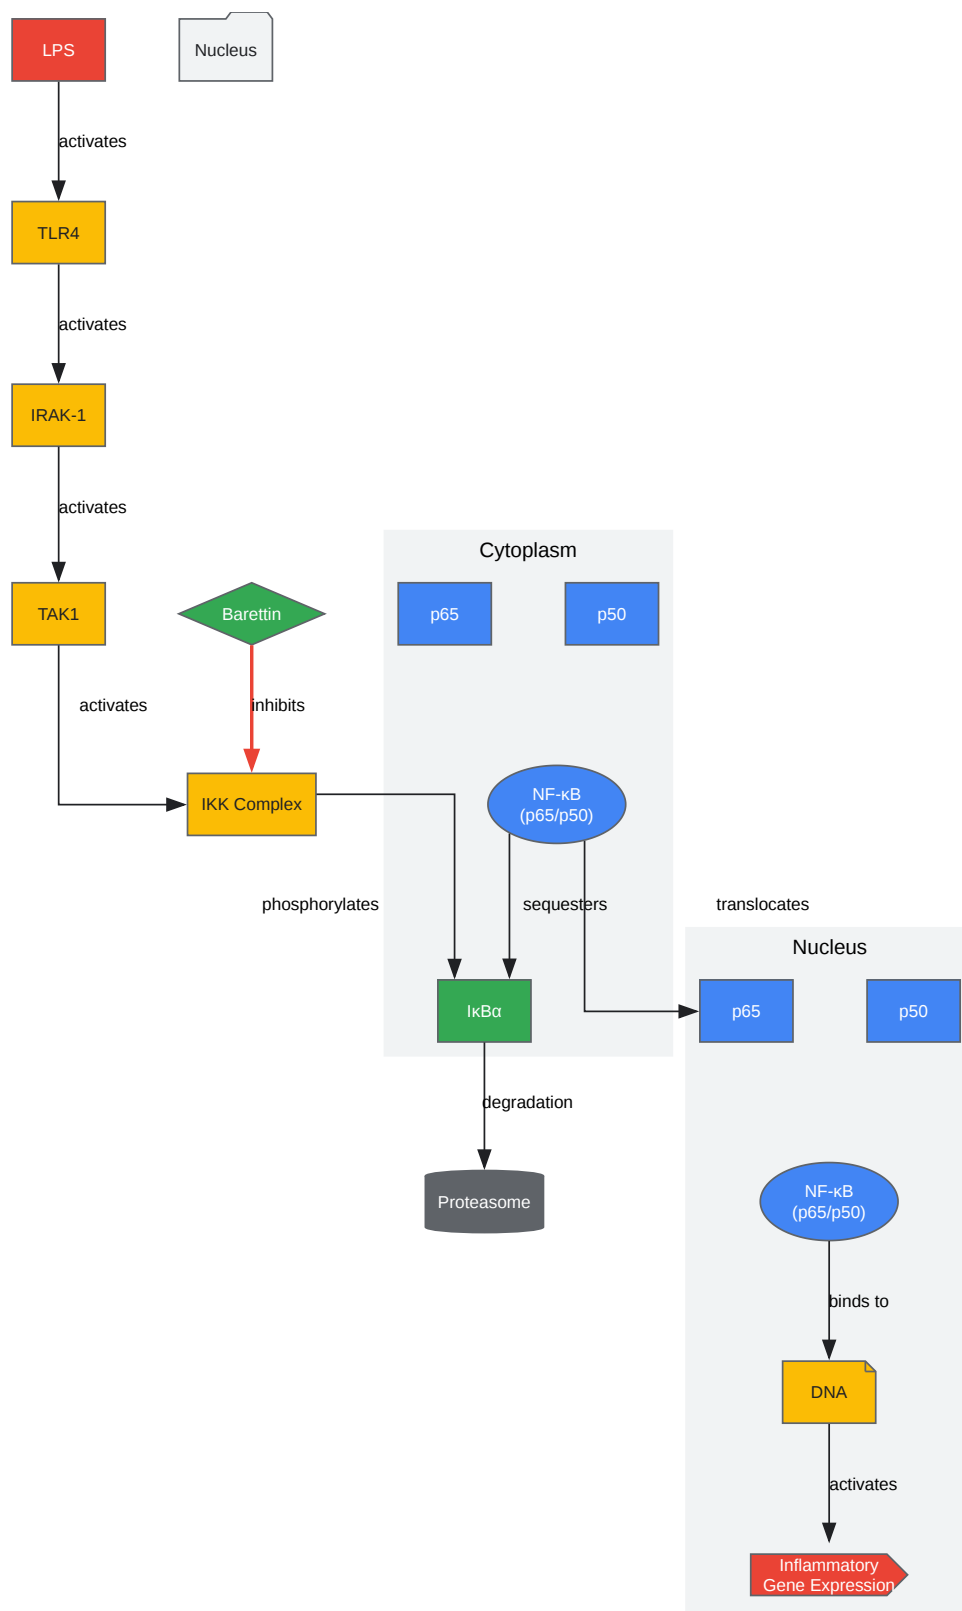 LPS
Nucleus
activates
TLR4
activates
IRAK-1
activates
Cytoplasm
TAK1
Barettin
p65
p50
activates
inhibits
IKK Complex
NF-κB
(p65/p50)
phosphorylates
sequesters
translocates
Nucleus
IκBα
p65
p50
degradation
Proteasome
NF-κB
(p65/p50)
binds to
DNA
activates
Inflammatory
Gene Expression